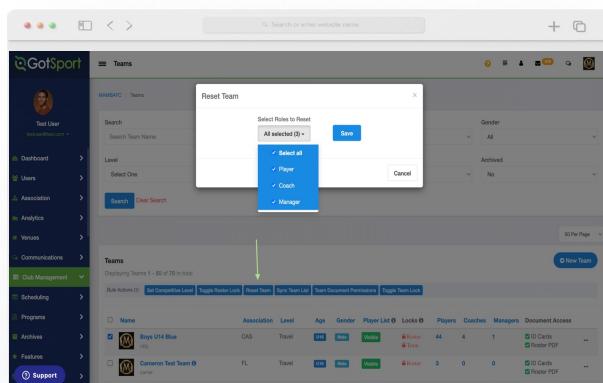 Search or enter website name
GotSport
Teams
Test User
MAMBATC / Teams
Reset Team
×
Select Roles to Reset
All selected (3)
Save
Select all
Player
Coach
Manager
Cancel
Search
Search Team Name
Gender
All
Level
Select One
Archived
No
Search Clear Search
Dashboard
Users
Association
Analytics
Venues
Communications
Club Management
Scheduling
Programs
Archives
Features
Support
50 Per Page
Teams
New Team
Displaying Teams 1 - 50 of 70 in total
Bulk Actions (1) Set Competitive Level Toggle Roster Lock Reset Team Sync Team List Team Document Permissions Toggle Team Lock
Name Association Level Age Gender Player List Locks Players Coaches Managers Document Access
Boys U14 Blue CAS Travel U15 Male Visible Roster 44 4 1 ID Cards ...
Team Roster PDF
Cameron Test Team FL Travel U15 Male Visible Roster 3 0 0 ID Cards ...
Roster PDF